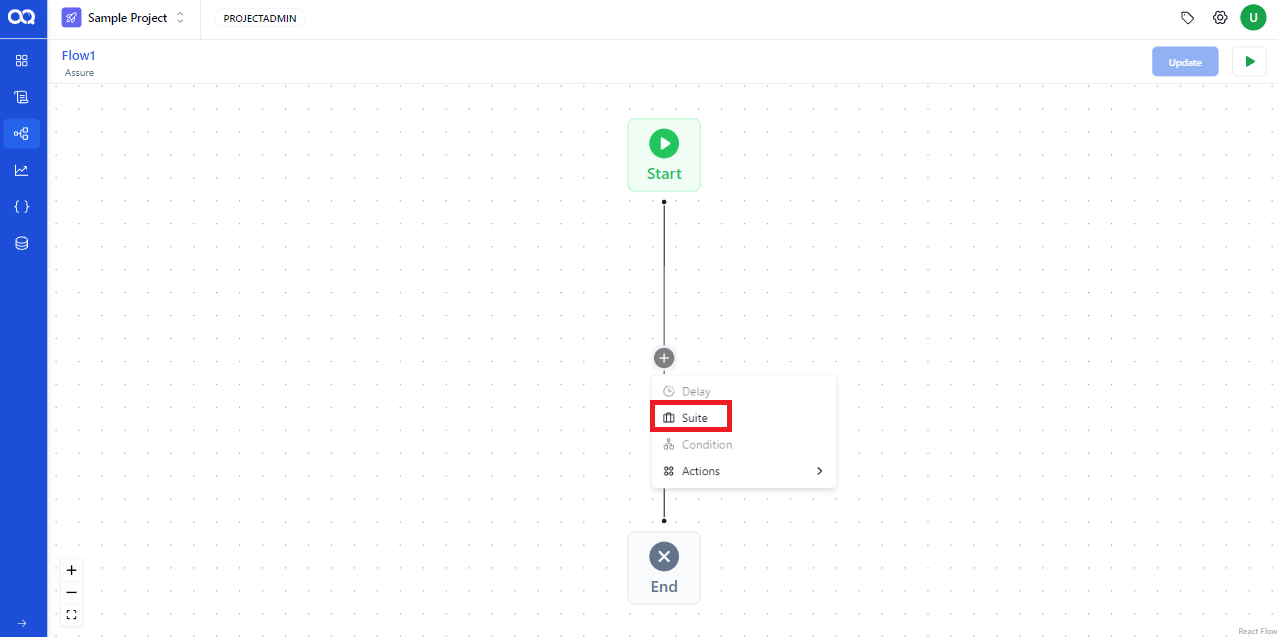 Sample Project
PROJECTADMIN
U
Flow1
Assure
Update
Start
Delay
Suite
Condition
Actions
End
React Flow